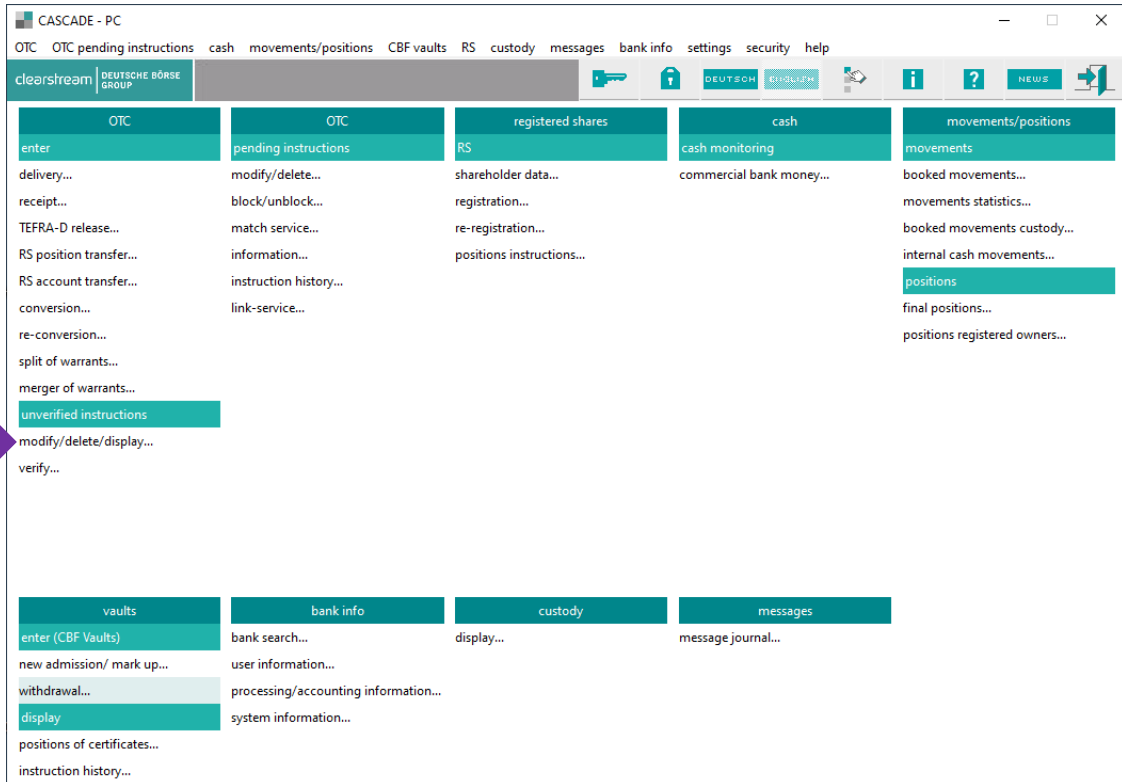 CASCADE - PC
OTC OTC pending instructions cash movements/positions CBF vaults RS custody messages bank info settings security help
clearstream DEUTSCHE BÖRSE GROUP
DEUTSCH ENGLISH i ? NEWS
OTC
enter
delivery...
receipt...
TEFRA-D release...
RS position transfer...
RS account transfer...
conversion...
re-conversion...
split of warrants...
merger of warrants...
unverified instructions
modify/delete/display...
verify...
OTC
pending instructions
modify/delete...
block/unblock...
match service...
information...
instruction history...
link-service...
registered shares
RS
shareholder data...
registration...
re-registration...
positions instructions...
cash
cash monitoring
commercial bank money...
movements/positions
movements
booked movements...
movements statistics...
booked movements custody...
internal cash movements...
positions
final positions...
positions registered owners...
vaults
enter (CBF Vaults)
new admission/ mark up...
withdrawal...
display
positions of certificates...
instruction history...
bank info
bank search...
user information...
processing/accounting information...
system information...
custody
display...
messages
message journal...